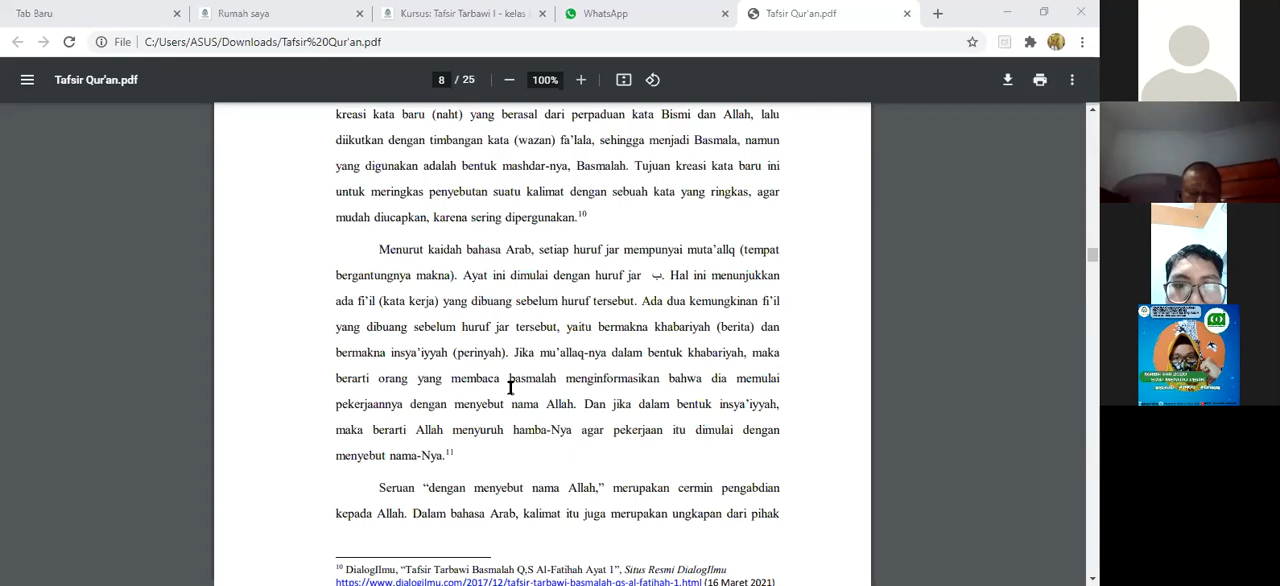 Tab Baru
Rumah saya
Kursus: Tafsir Tarbawi I - kelas
WhatsApp
Tafsir Qur'an.pdf
File
C:/Users/ASUS/Downloads/Tafsir%20Qur'an.pdf
Tafsir Qur'an.pdf
8 / 25
100%
kreasi kata baru (naht) yang berasal dari perpaduan kata Bismi dan Allah, lalu
diikutkan dengan timbangan kata (wazan) fa’lala, sehingga menjadi Basmala, namun
yang digunakan adalah bentuk mashdar-nya, Basmalah. Tujuan kreasi kata baru ini
untuk meringkas penyebutan suatu kalimat dengan sebuah kata yang ringkas, agar
mudah diucapkan, karena sering dipergunakan.10
Menurut kaidah bahasa Arab, setiap huruf jar mempunyai muta’allq (tempat
bergantungnya makna). Ayat ini dimulai dengan huruf jar ب. Hal ini menunjukkan
ada fi’il (kata kerja) yang dibuang sebelum huruf tersebut. Ada dua kemungkinan fi’il
yang dibuang sebelum huruf jar tersebut, yaitu bermakna khabariyah (berita) dan
bermakna insya’iyyah (perinyah). Jika mu’allaq-nya dalam bentuk khabariyah, maka
berarti orang yang membaca basmalah menginformasikan bahwa dia memulai
pekerjaannya dengan menyebut nama Allah. Dan jika dalam bentuk insya’iyyah,
maka berarti Allah menyuruh hamba-Nya agar pekerjaan itu dimulai dengan
menyebut nama-Nya.11
Seruan “dengan menyebut nama Allah,” merupakan cermin pengabdian
kepada Allah. Dalam bahasa Arab, kalimat itu juga merupakan ungkapan dari pihak
10 DialogIlmu, “Tafsir Tarbawi Basmalah Q,S Al-Fatihah Ayat 1”, Situs Resmi DialogIlmu
https://www.dialogilmu.com/2017/12/tafsir-tarbawi-basmalah-qs-al-fatihah-1.html (16 Maret 2021)